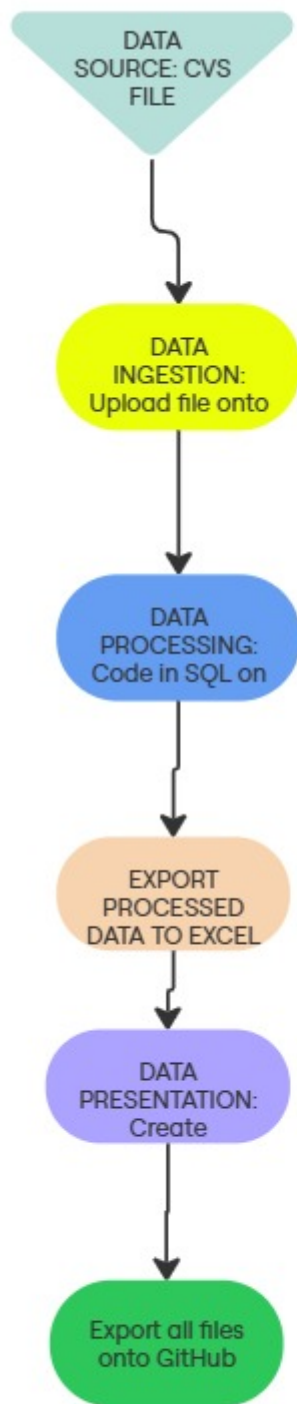 DATA
SOURCE: CVS
FILE
DATA
INGESTION:
Upload file onto
DATA
PROCESSING:
Code in SQL on
EXPORT
PROCESSED
DATA TO EXCEL
DATA
PRESENTATION:
Create
Export all files
onto GitHub